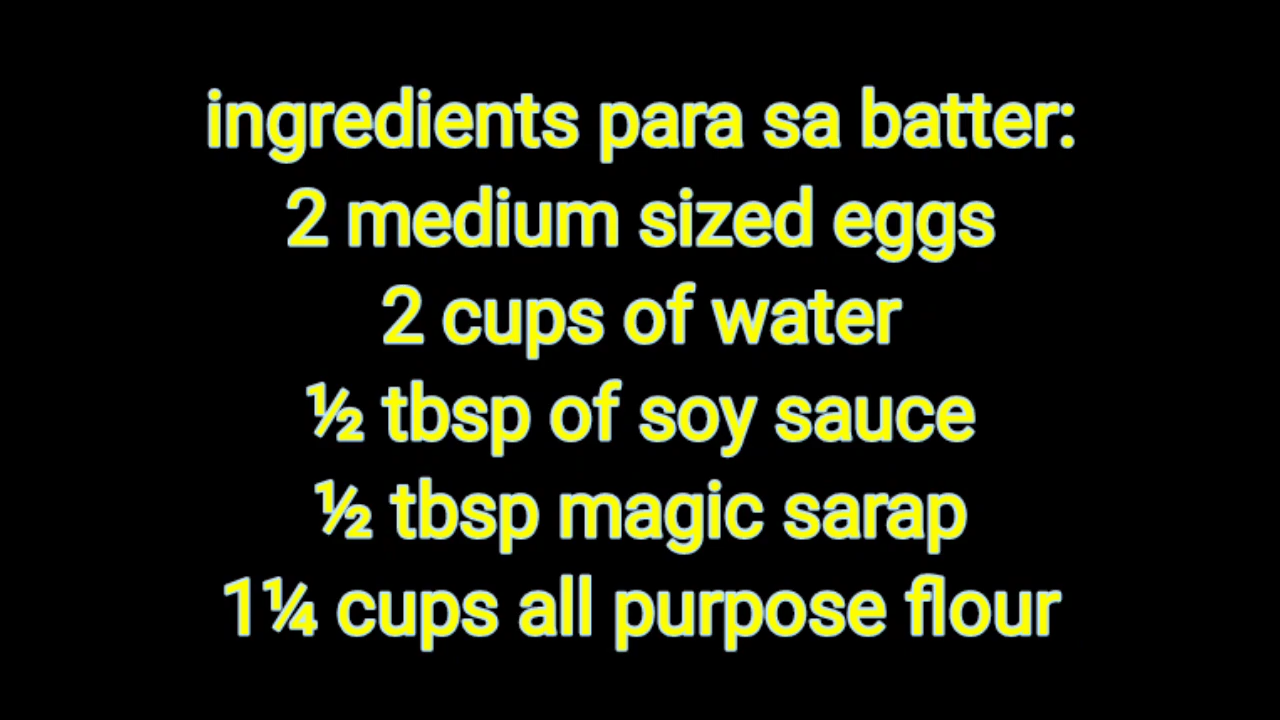 ingredients para sa batter:
2 medium sized eggs
2 cups of water
½ tbsp of soy sauce
½ tbsp magic sarap
1¼ cups all purpose flour